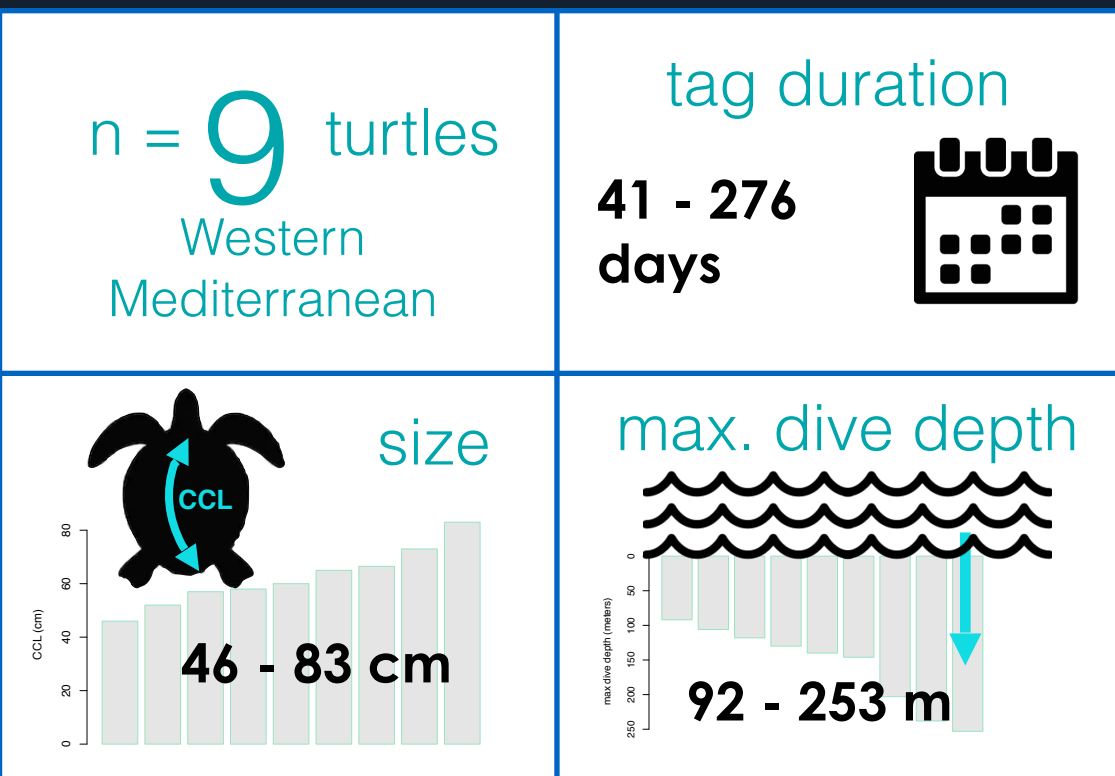 n = 9 turtles
Western
Mediterranean
tag duration
41 - 276
days
size
CCL
CCL (cm)
80
60
40
20
0
46 - 83 cm
max. dive depth
max dive depth (meters)
0
50
100
150
200
250
92 - 253 m